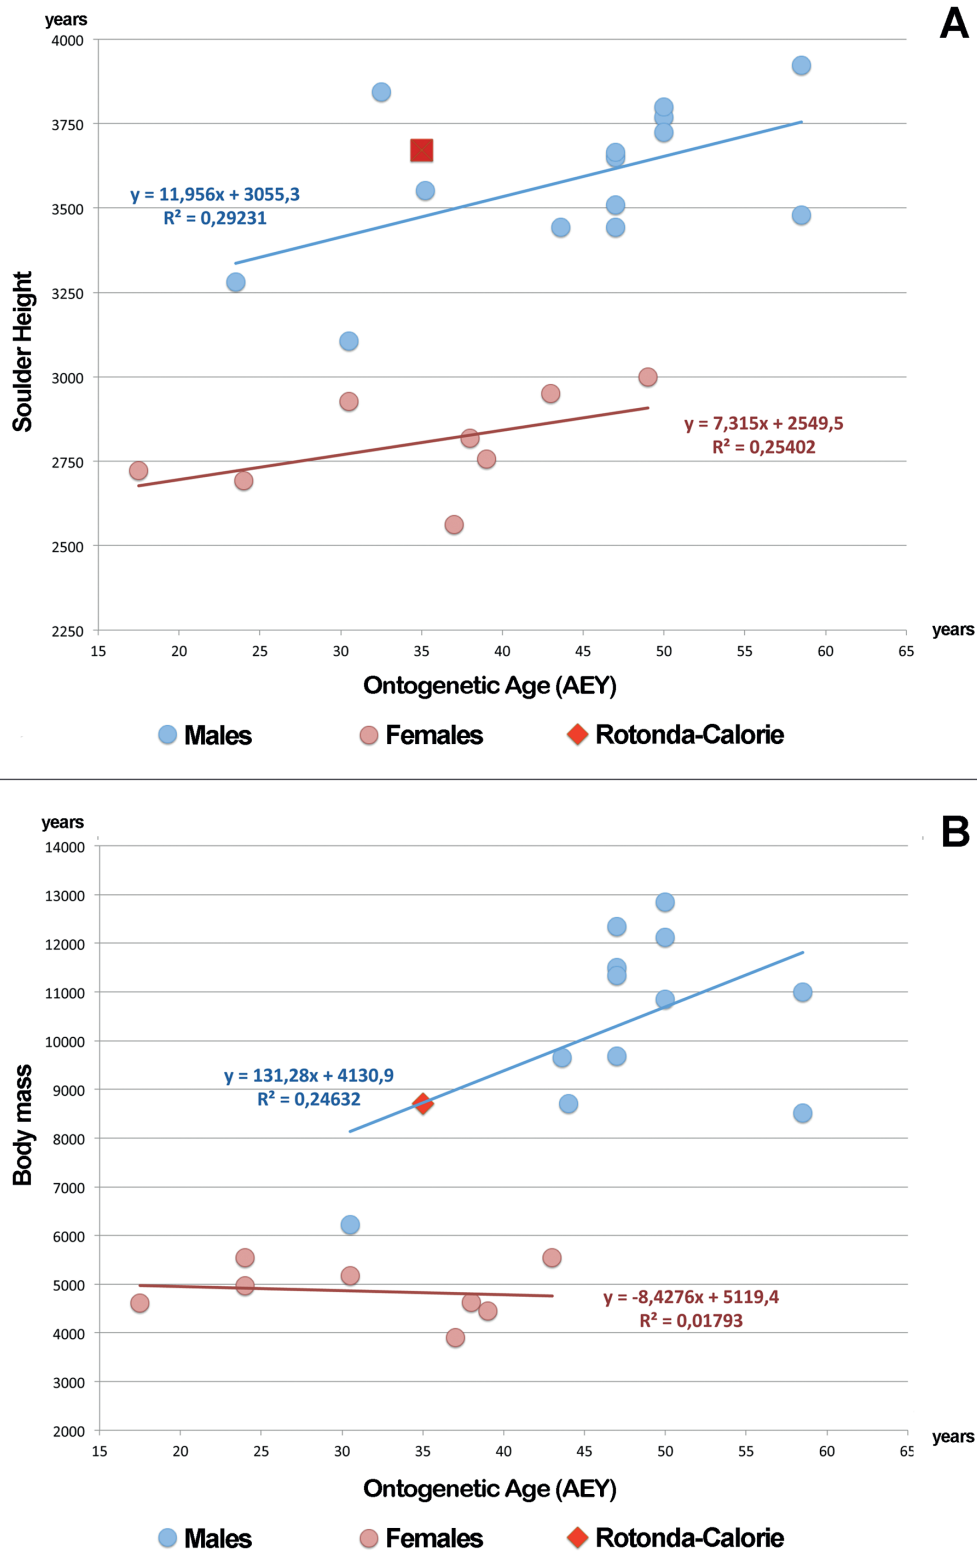 years
A
4000
3750
3500
3250
3000
2750
2500
2250
Soulder Height
y = 11,956x + 3055,3
R² = 0,29231
y = 7,315x + 2549,5
R² = 0,25402
years
15 20 25 30 35 40 45 50 55 60 65
Ontogenetic Age (AEY)
Males Females Rotonda-Calorie
years
B
14000
13000
12000
11000
10000
9000
8000
7000
6000
5000
4000
3000
2000
Body mass
y = 131,28x + 4130,9
R² = 0,24632
y = -8,4276x + 5119,4
R² = 0,01793
years
15 20 25 30 35 40 45 50 55 60 65
Ontogenetic Age (AEY)
Males Females Rotonda-Calorie